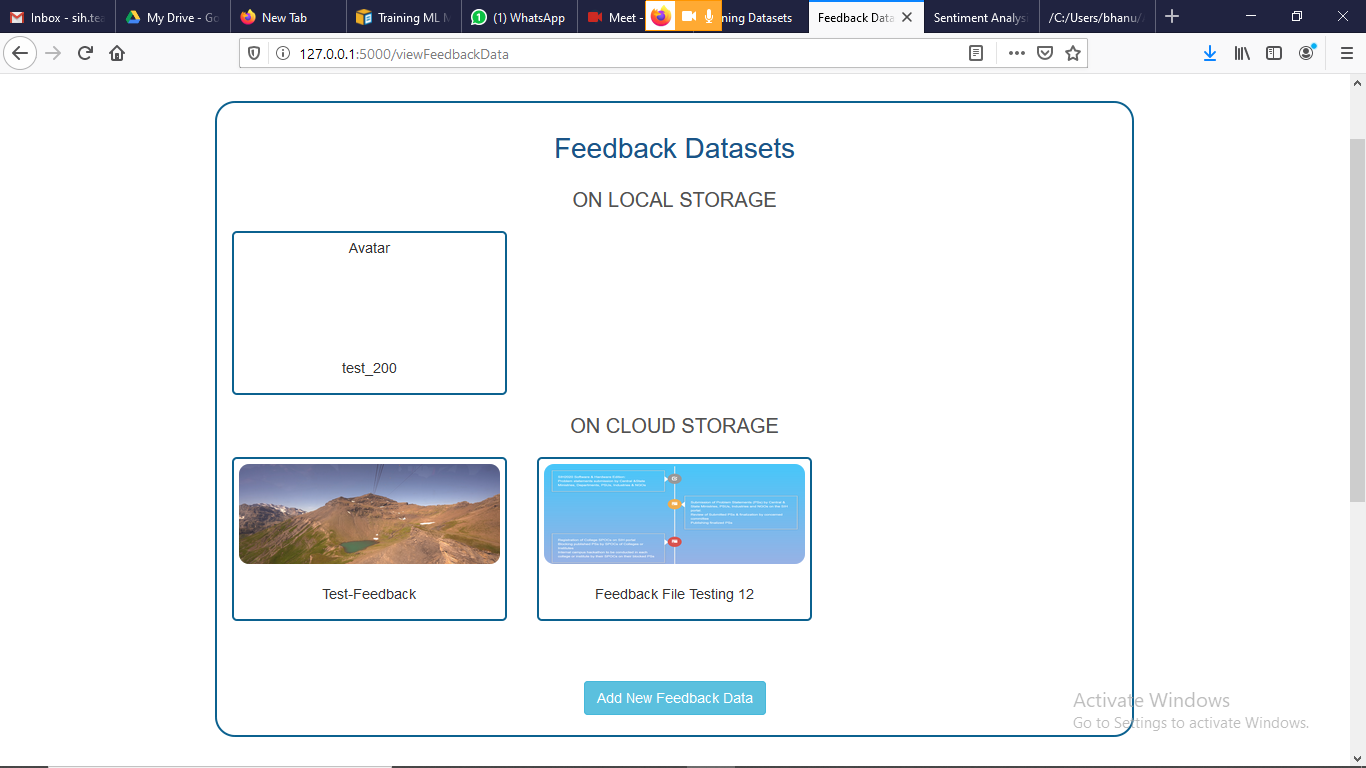 Inbox - sih.tea
My Drive - Go
New Tab
Training ML M
(1) WhatsApp
Meet -
ning Datasets
Feedback Data
Sentiment Analys
/C:/Users/bhanu/
127.0.0.1:5000/viewFeedbackData
Feedback Datasets
ON LOCAL STORAGE
Avatar
test_200
ON CLOUD STORAGE
Test-Feedback
Feedback File Testing 12
Add New Feedback Data
Activate Windows
Go to Settings to activate Windows.